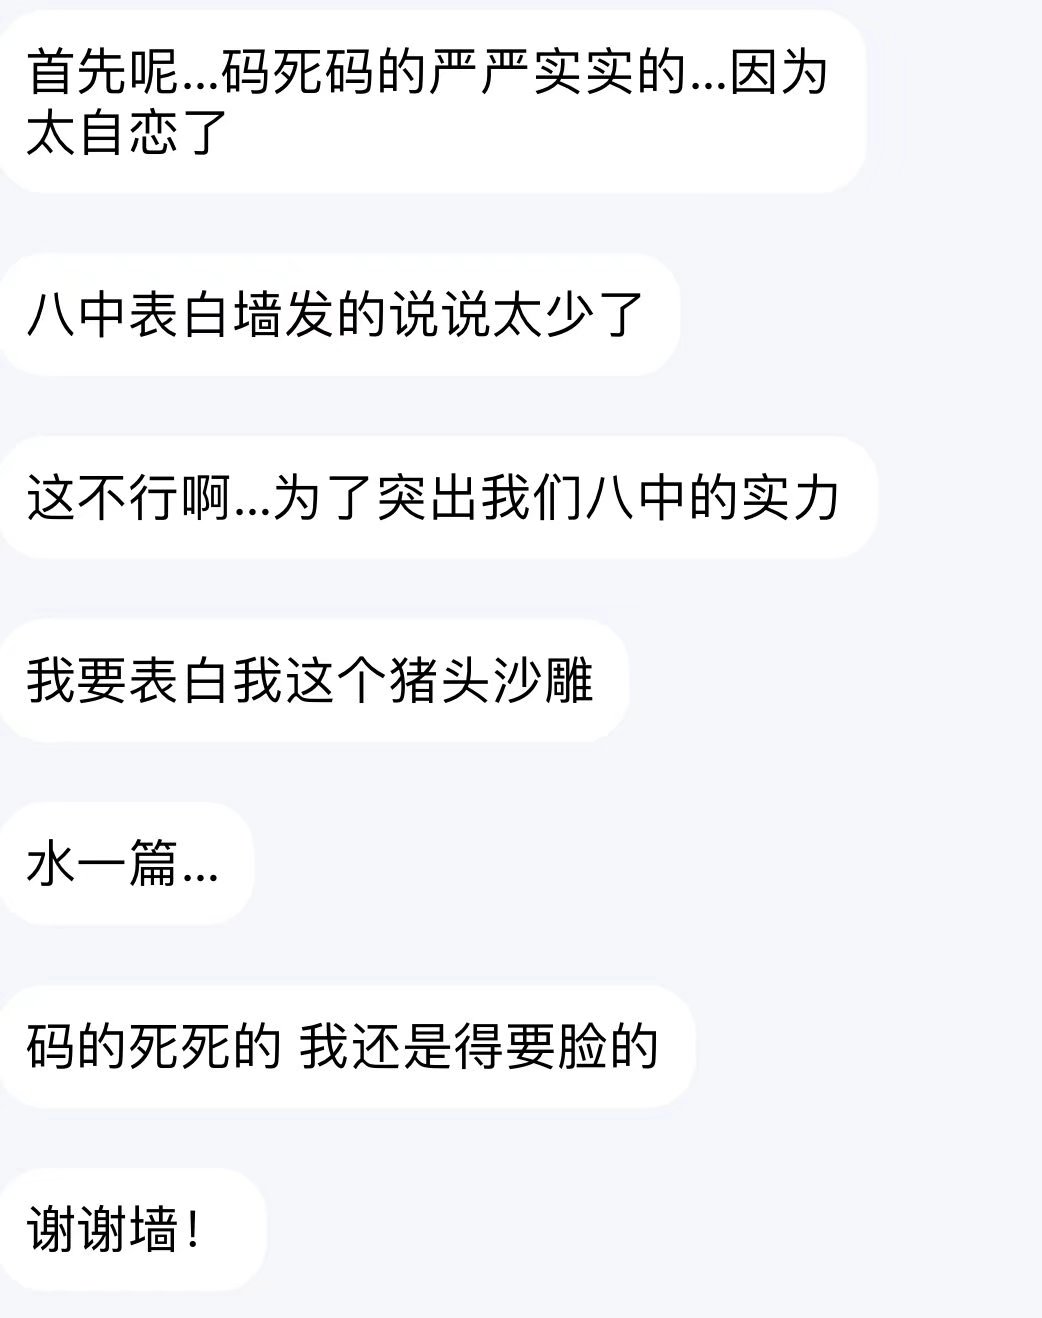 首先呢...码死码的严严实实的...因为
太自恋了
八中表白墙发的说说太少了
这不行啊...为了突出我们八中的实力
我要表白我这个猪头沙雕
水一篇...
码的死死的 我还是得要脸的
谢谢墙！